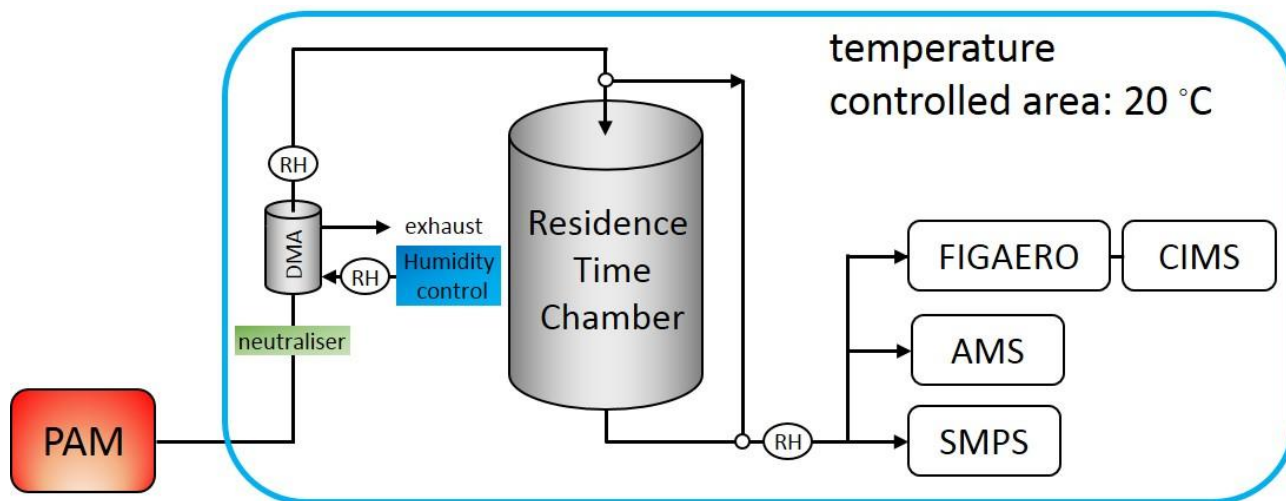 temperature
controlled area: 20 °C
RH
DMA
exhaust
RH
Humidity
control
neutraliser
PAM
Residence
Time
Chamber
RH
FIGAERO
CIMS
AMS
SMPS